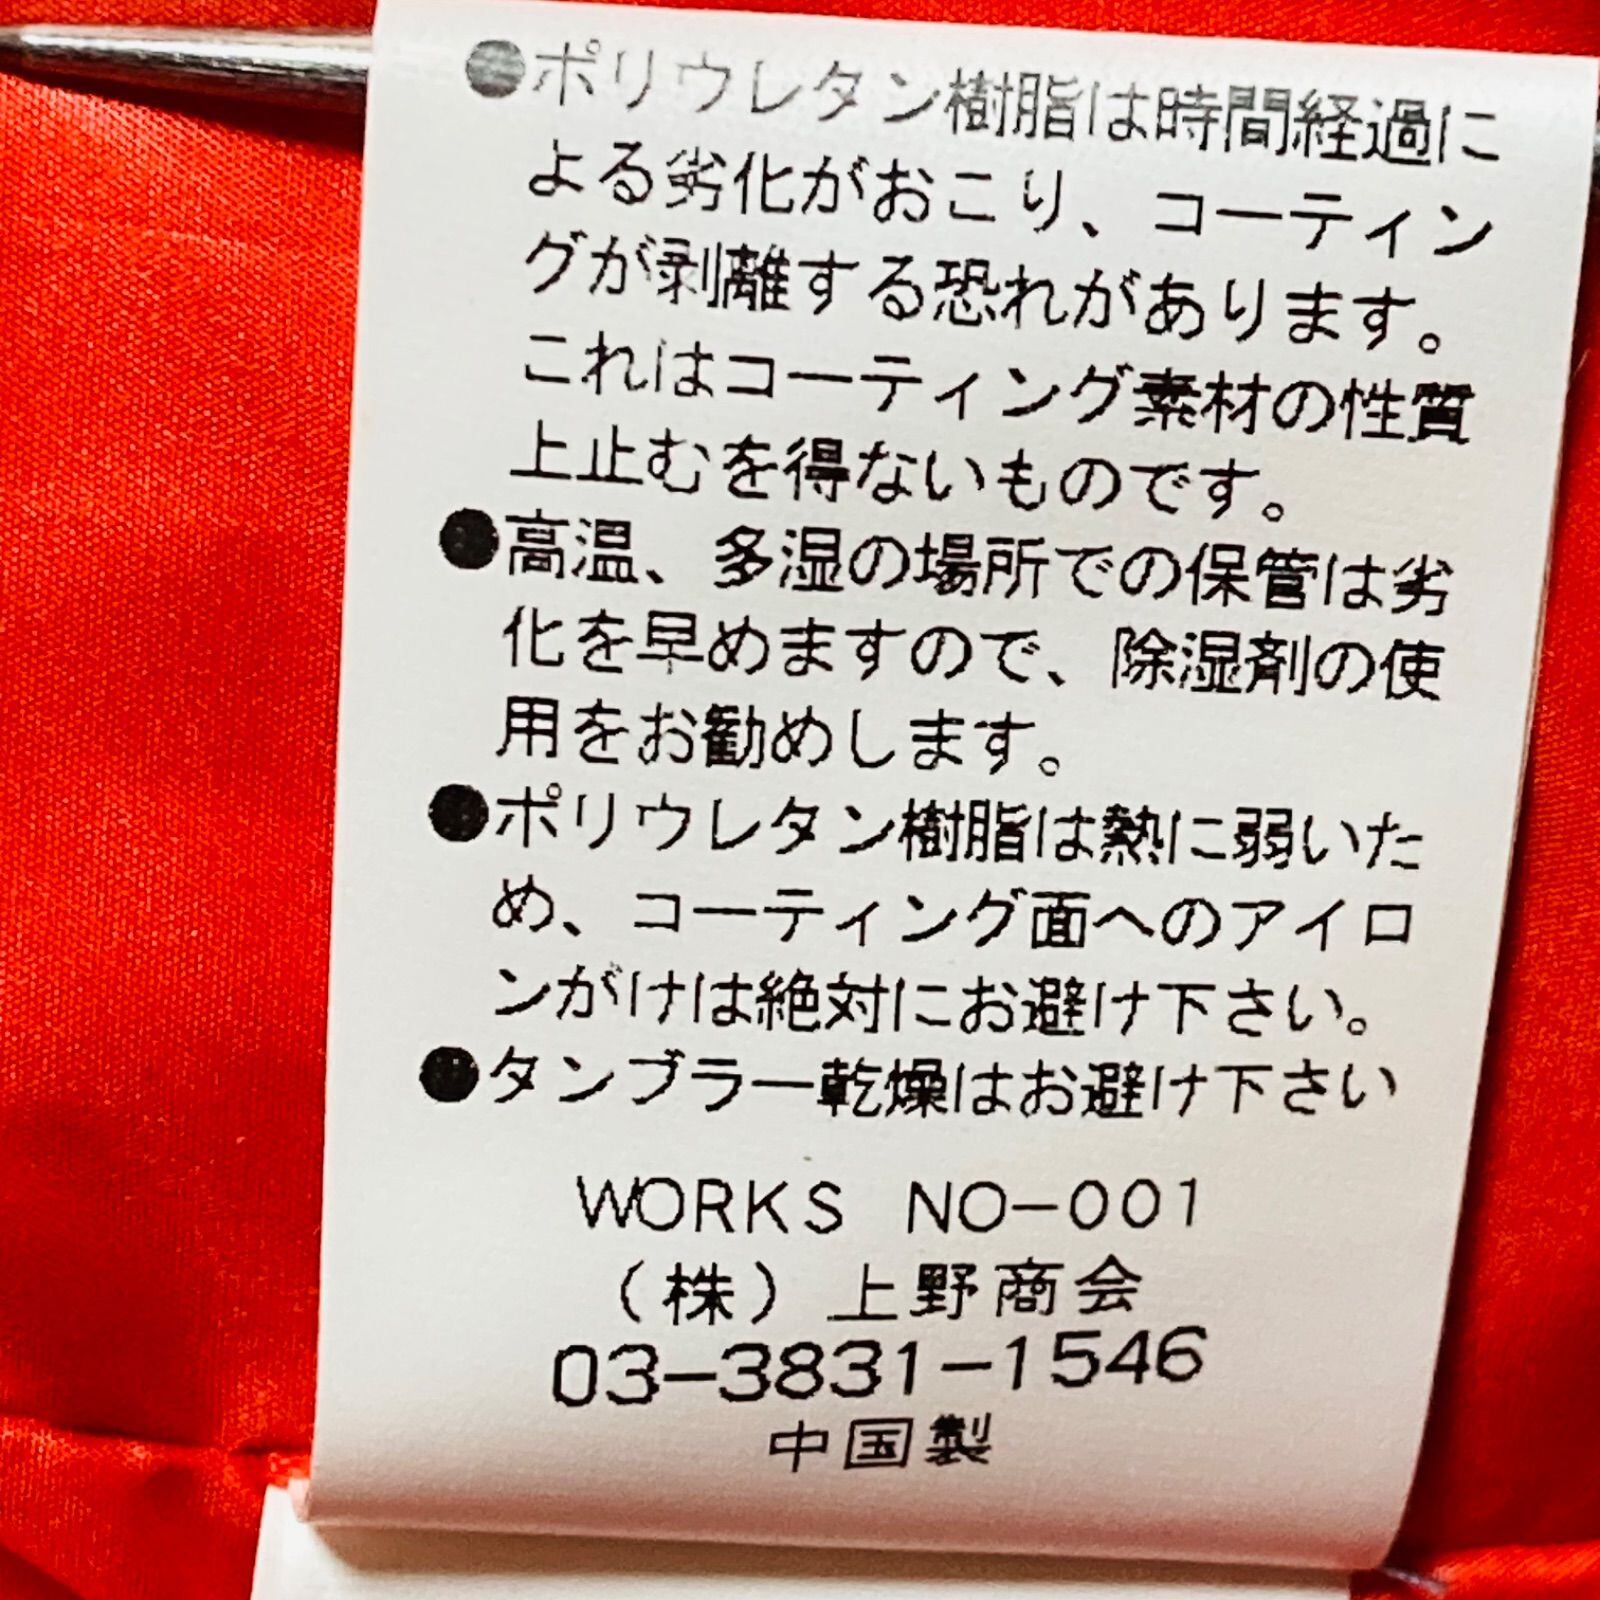 ●ポリウレタン樹脂は時間経過に
よる劣化がおこり、コーティン
グが剥離する恐れがあります。
これはコーティング素材の性質
上止むを得ないものです。
●高温、多湿の場所での保管は劣
化を早めますので、除湿剤の使
用をお勧めします。
●ポリウレタン樹脂は熱に弱いた
め、コーティング面へのアイロ
ンがけは絶対にお避け下さい。
●タンブラー乾燥はお避け下さい
WORKS NO-001
(株)上野商会
03-3831-1546
中国製